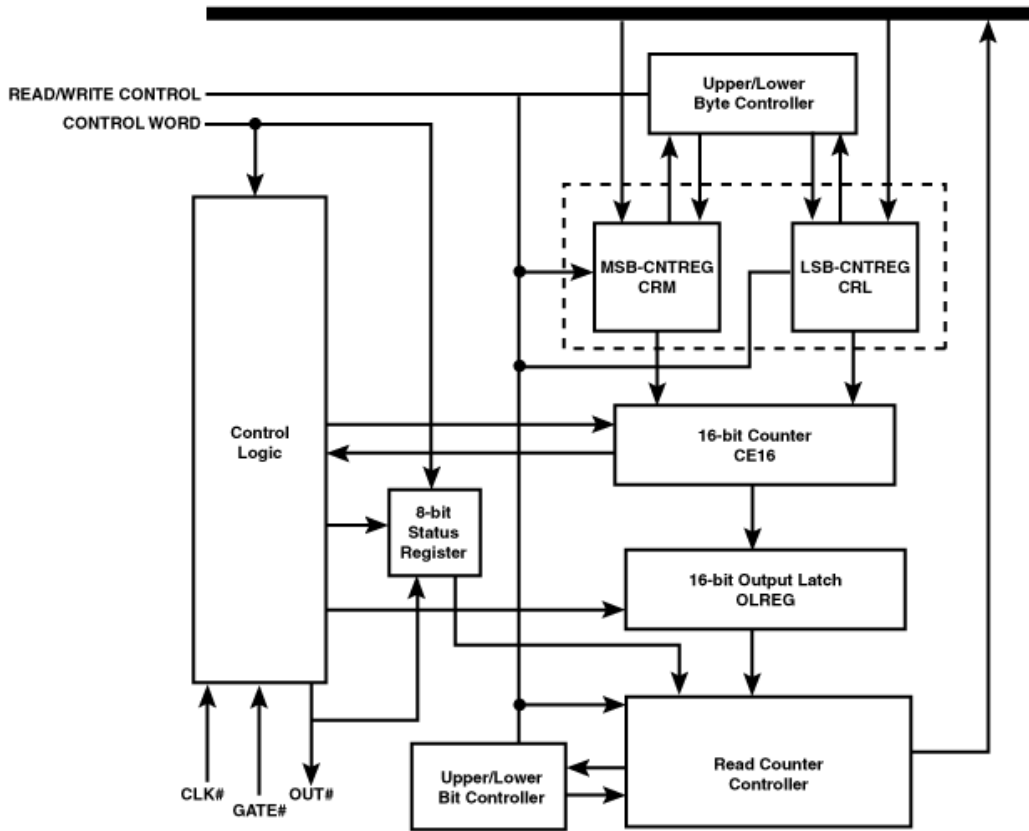 READ/WRITE CONTROL
CONTROL WORD
Upper/Lower
Byte Controller
MSB-CNTREG
CRM
LSB-CNTREG
CRL
Control
Logic
16-bit Counter
CE16
8-bit
Status
Register
16-bit Output Latch
OLREG
Upper/Lower
Bit Controller
Read Counter
Controller
CLK#
GATE#
OUT#